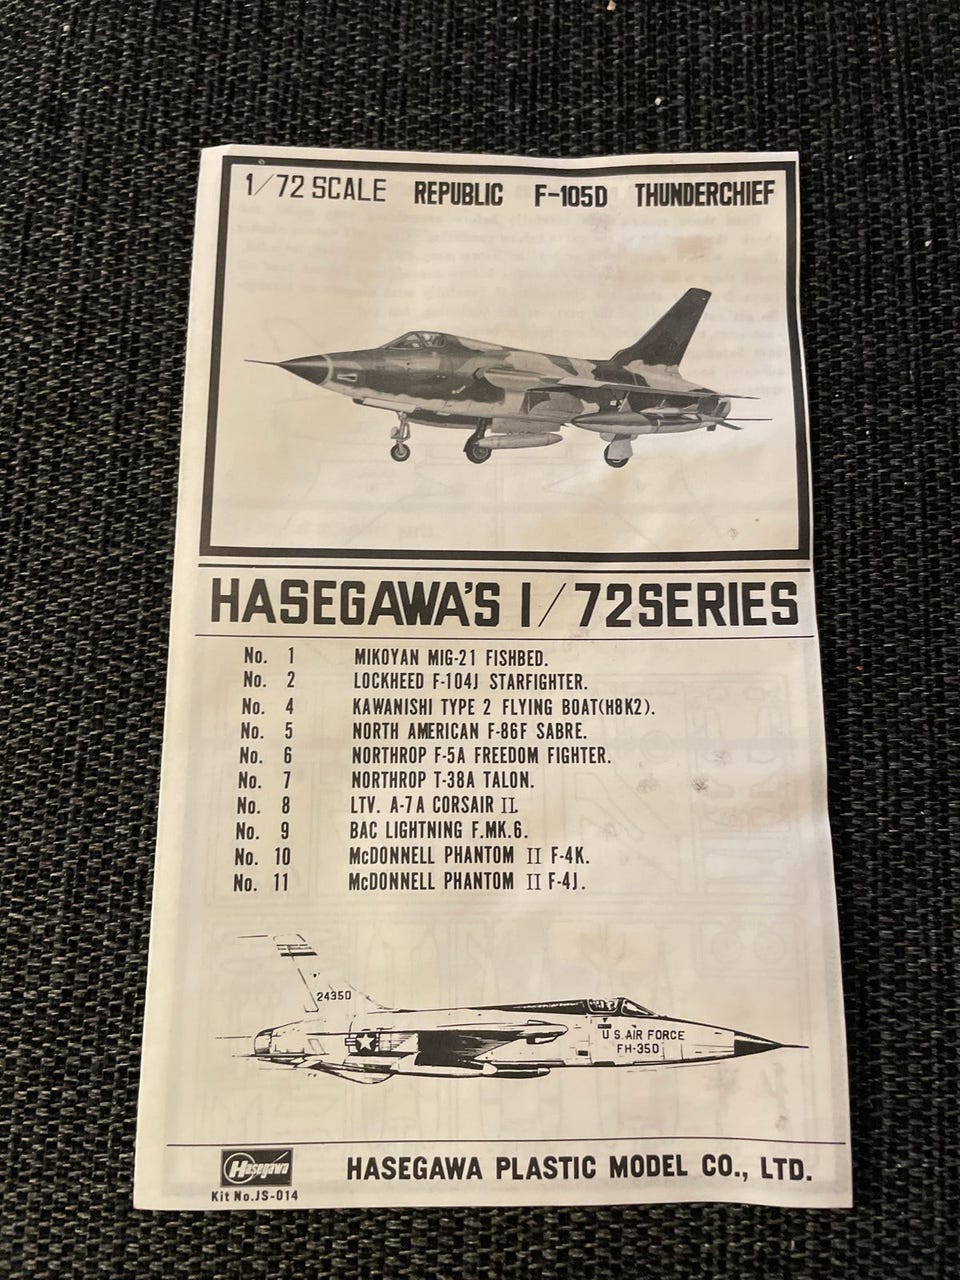 1/72 SCALE REPUBLIC F-105D THUNDERCHIEF
HASEGAWA'S 1/72SERIES
No. 1 MIKOYAN MIG-21 FISHBED.
No. 2 LOCKHEED F-104J STARFIGHTER.
No. 4 KAWANISHI TYPE 2 FLYING BOAT(H8K2).
No. 5 NORTH AMERICAN F-86F SABRE.
No. 6 NORTHROP F-5A FREEDOM FIGHTER.
No. 7 NORTHROP T-38A TALON.
No. 8 LTV. A-7A CORSAIR II.
No. 9 BAC LIGHTNING F.MK.6.
No. 10 McDONNELL PHANTOM II F-4K.
No. 11 McDONNELL PHANTOM II F-4J.
24350
U S. AIR FORCE
FH-350
Hasegawa
Kit No.JS-014
HASEGAWA PLASTIC MODEL CO., LTD.